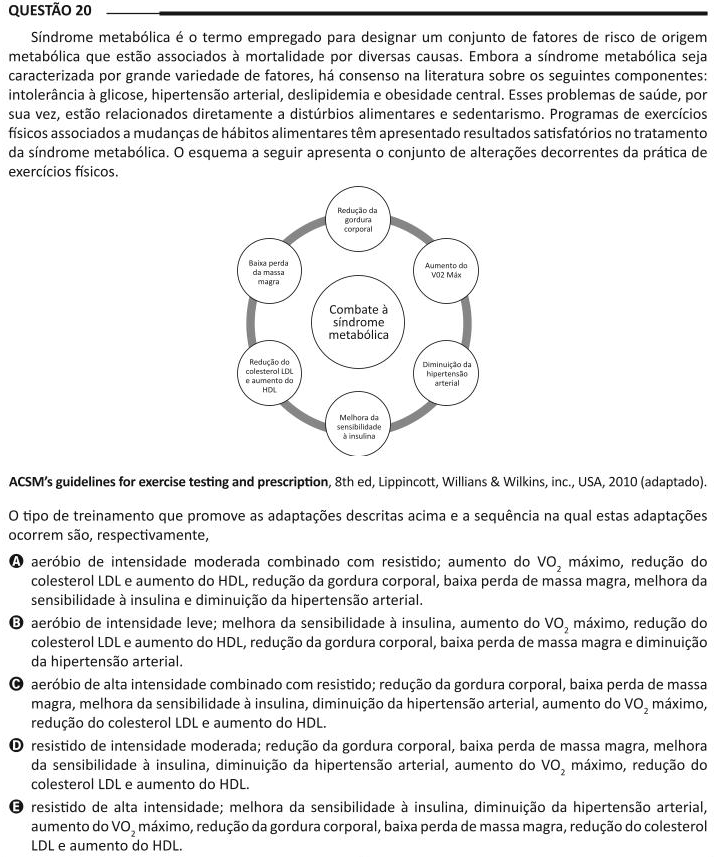 QUESTÃO 20
Síndrome metabólica é o termo empregado para designar um conjunto de fatores de risco de origem
metabólica que estão associados à mortalidade por diversas causas. Embora a síndrome metabólica seja
caracterizada por grande variedade de fatores, há consenso na literatura sobre os seguintes componentes:
intolerância à glicose, hipertensão arterial, deslipidemia e obesidade central. Esses problemas de saúde, por
sua vez, estão relacionados diretamente a distúrbios alimentares e sedentarismo. Programas de exercícios
físicos associados a mudanças de hábitos alimentares têm apresentado resultados satisfatórios no tratamento
da síndrome metabólica. O esquema a seguir apresenta o conjunto de alterações decorrentes da prática de
exercícios físicos.
Redução da
gordura
corporal
Aumento do
V02 Máx
Diminuição da
hipertensão
arterial
Melhora da
sensibilidade
à insulina
Redução do
colesterol LDL
e aumento do
HDL
Baixa perda
da massa
magra
Combate à
síndrome
metabólica
ACSM's guidelines for exercise testing and prescription, 8th ed, Lippincott, Willians & Wilkins, inc., USA, 2010 (adaptado).
O tipo de treinamento que promove as adaptações descritas acima e a sequência na qual estas adaptações
ocorrem são, respectivamente,
A aeróbio de intensidade moderada combinado com resistido; aumento do VO2 máximo, redução do
colesterol LDL e aumento do HDL, redução da gordura corporal, baixa perda de massa magra, melhora da
sensibilidade à insulina e diminuição da hipertensão arterial.
B aeróbio de intensidade leve; melhora da sensibilidade à insulina, aumento do VO2 máximo, redução do
colesterol LDL e aumento do HDL, redução da gordura corporal, baixa perda de massa magra e diminuição
da hipertensão arterial.
C aeróbio de alta intensidade combinado com resistido; redução da gordura corporal, baixa perda de massa
magra, melhora da sensibilidade à insulina, diminuição da hipertensão arterial, aumento do VO2 máximo,
redução do colesterol LDL e aumento do HDL.
D resistido de intensidade moderada; redução da gordura corporal, baixa perda de massa magra, melhora
da sensibilidade à insulina, diminuição da hipertensão arterial, aumento do VO2 máximo, redução do
colesterol LDL e aumento do HDL.
E resistido de alta intensidade; melhora da sensibilidade à insulina, diminuição da hipertensão arterial,
aumento do VO2 máximo, redução da gordura corporal, baixa perda de massa magra, redução do colesterol
LDL e aumento do HDL.